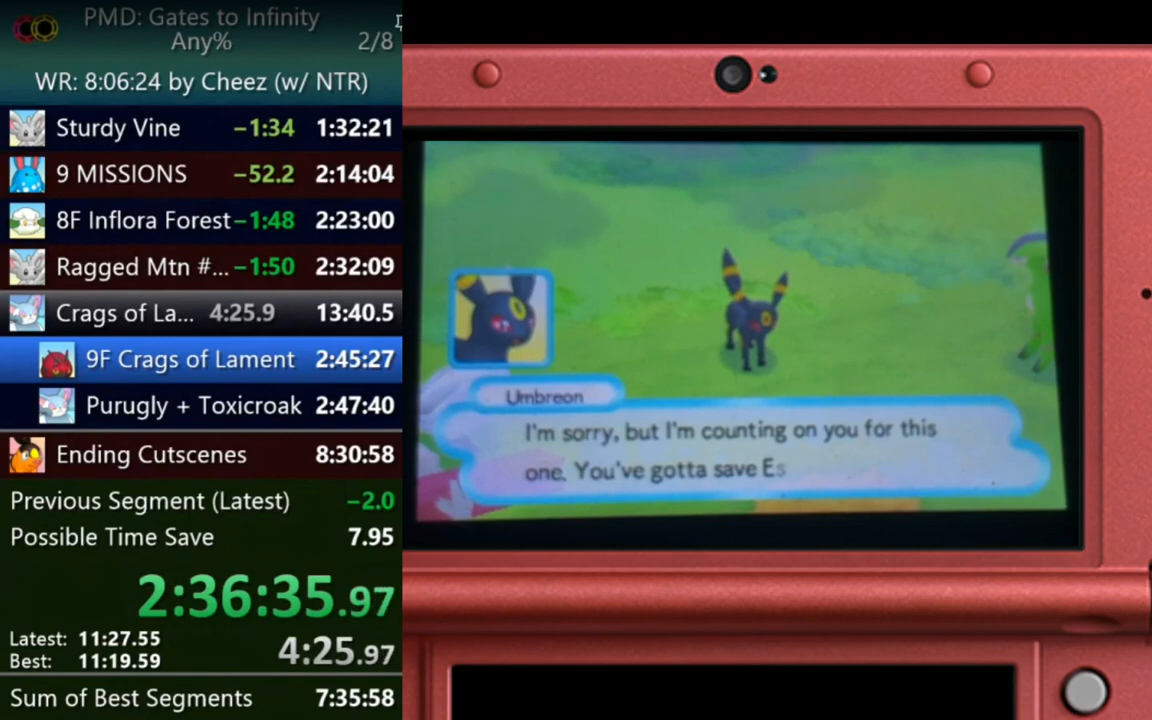 PMD: Gates to Infinity
Any% 2/8
WR: 8:06:24 by Cheez (w/ NTR)
Sturdy Vine −1:34 1:32:21
9 MISSIONS −52.2 2:14:04
8F Inflora Forest −1:48 2:23:00
Ragged Mtn #... −1:50 2:32:09
Crags of La... 4:25.9 13:40.5
9F Crags of Lament 2:45:27
Purugly + Toxicroak 2:47:40
Ending Cutscenes 8:30:58
Previous Segment (Latest) −2.0
Possible Time Save 7.95
2:36:35.97
Latest: 11:27.55
Best: 11:19.59
4:25.97
Sum of Best Segments 7:35:58
Umbreon
I'm sorry, but I'm counting on you for this
one. You've gotta save Es